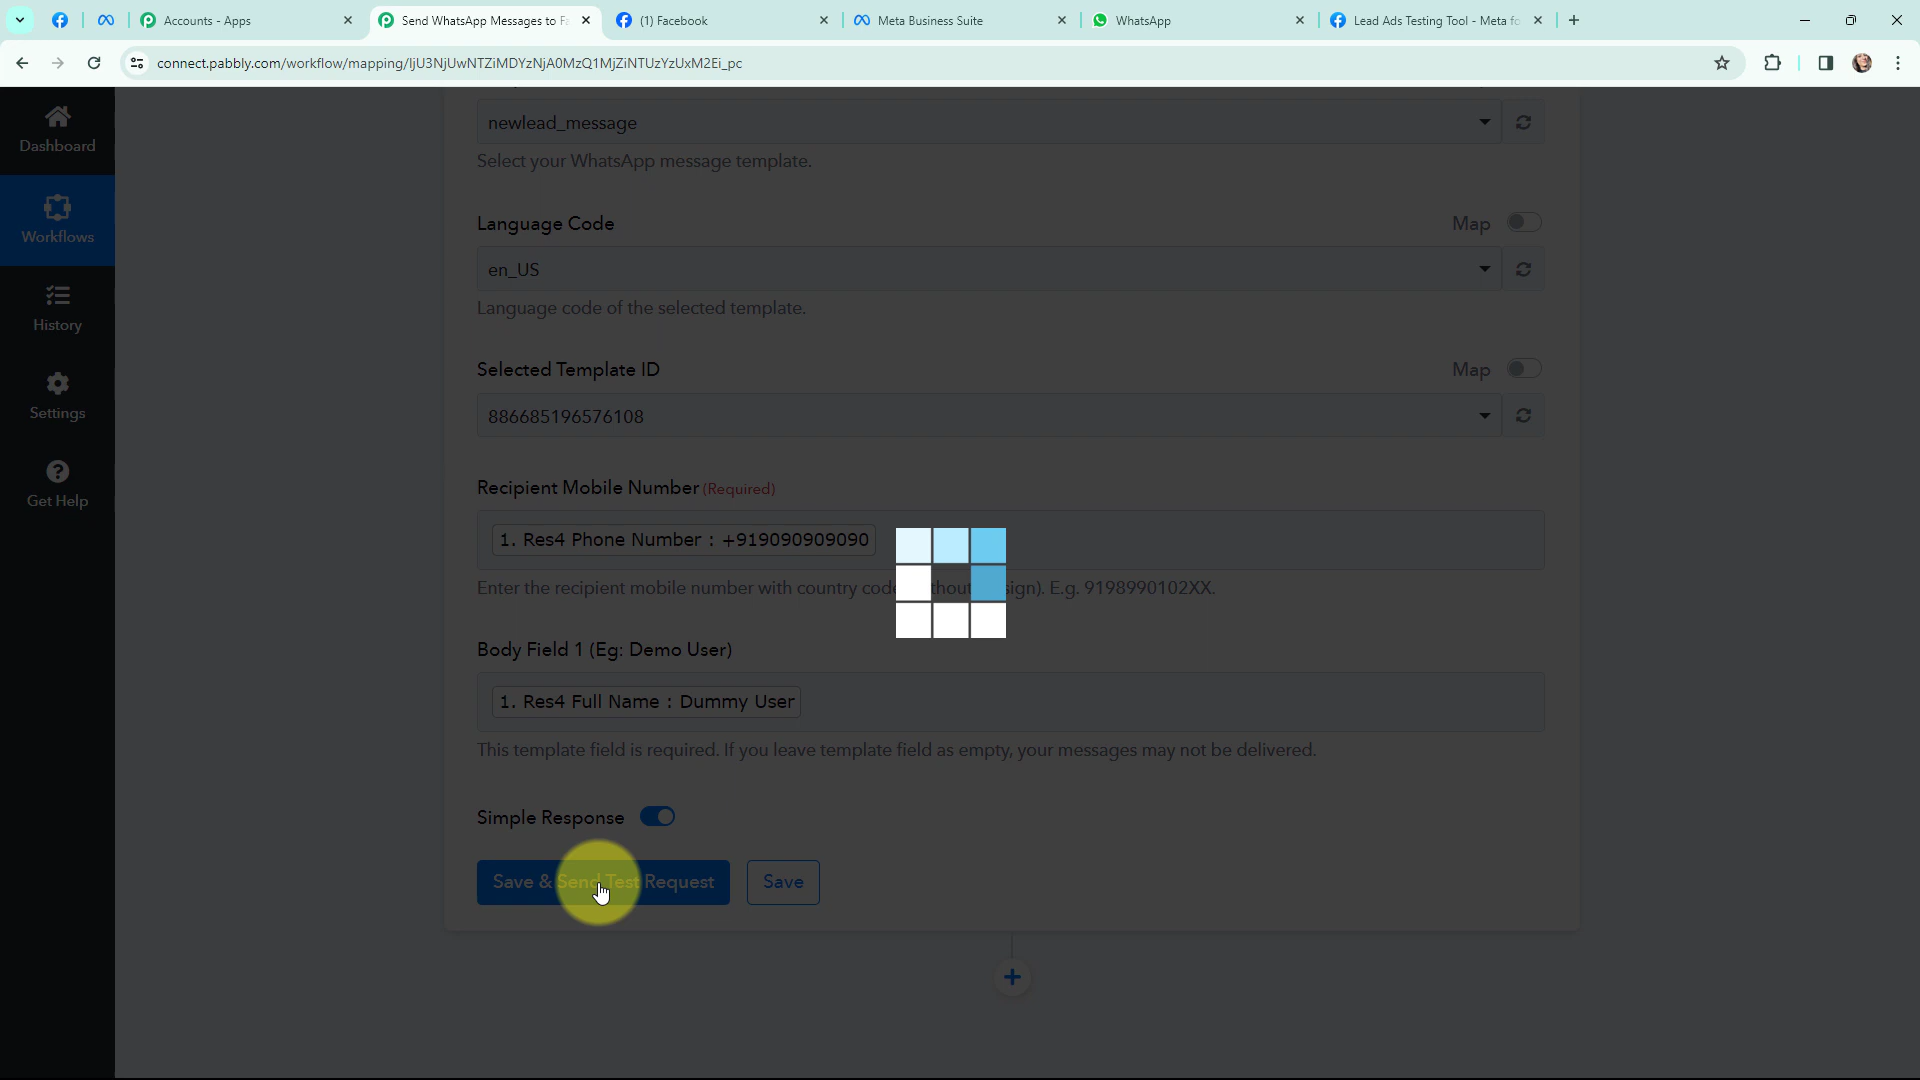 Accounts - Apps
Send WhatsApp Messages to Fa
(1) Facebook
Meta Business Suite
WhatsApp
Lead Ads Testing Tool - Meta fo
connect.pabbly.com/workflow/mapping/IjU3NjUwNTZiMDYzNjA0MzQ1MjZiNTUzYzUxM2Ei_pc
Dashboard
Workflows
History
Settings
Get Help
newlead_message
Select your WhatsApp message template.
Language Code
Map
en_US
Language code of the selected template.
Selected Template ID
Map
886685196576108
Recipient Mobile Number (Required)
1. Res4 Phone Number : +919090909090
Enter the recipient mobile number with country cod thout sign). E.g. 9198990102XX.
Body Field 1 (Eg: Demo User)
1. Res4 Full Name : Dummy User
This template field is required. If you leave template field as empty, your messages may not be delivered.
Simple Response
Save & Send Test Request
Save